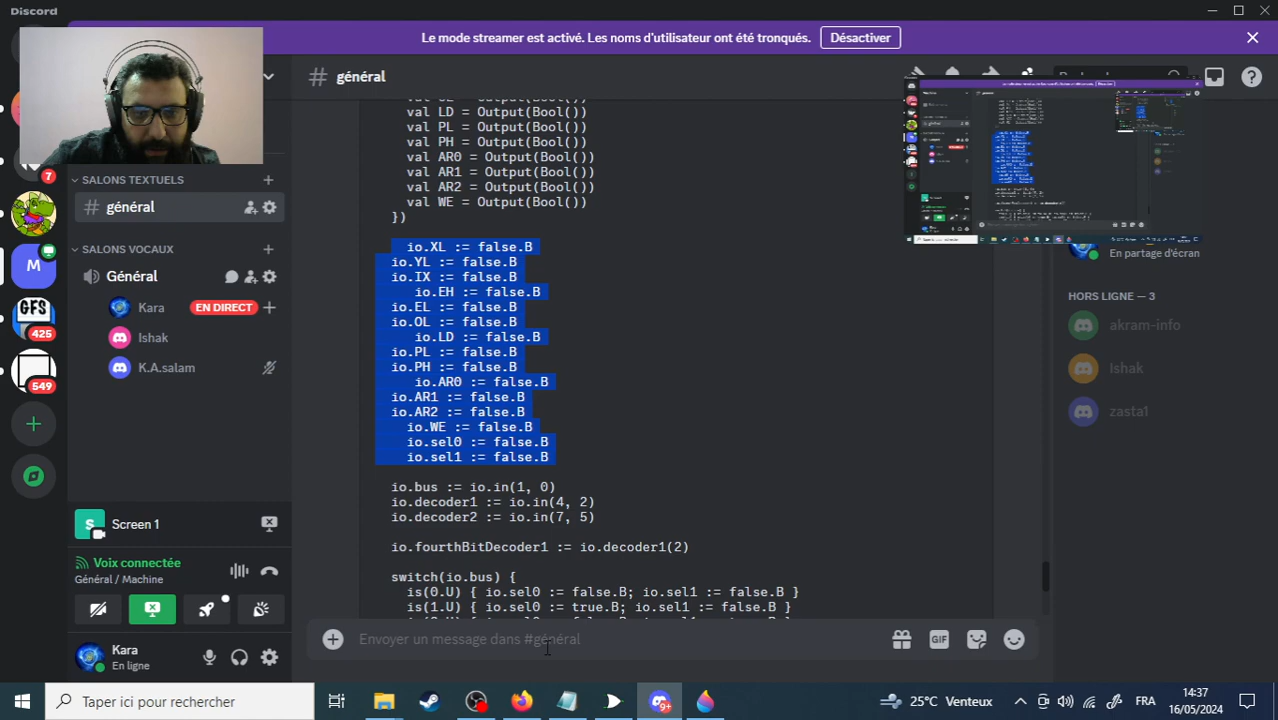 Discord
Le mode streamer est activé. Les noms d'utilisateur ont été tronqués.
Désactiver
général
val LD = Output(Bool())
val PL = Output(Bool())
val PH = Output(Bool())
val AR0 = Output(Bool())
val AR1 = Output(Bool())
val AR2 = Output(Bool())
val WE = Output(Bool())
})
io.XL := false.B
io.YL := false.B
io.IX := false.B
io.EH := false.B
io.EL := false.B
io.OL := false.B
io.LD := false.B
io.PL := false.B
io.PH := false.B
io.AR0 := false.B
io.AR1 := false.B
io.AR2 := false.B
io.WE := false.B
io.sel0 := false.B
io.sel1 := false.B
io.bus := io.in(1, 0)
io.decoder1 := io.in(4, 2)
io.decoder2 := io.in(7, 5)
io.fourthBitDecoder1 := io.decoder1(2)
switch(io.bus) {
is(0.U) { io.sel0 := false.B; io.sel1 := false.B }
is(1.U) { io.sel0 := true.B; io.sel1 := false.B }
Envoyer un message dans #général
7
M
GFS
425
549
SALONS TEXTUELS
# général
SALONS VOCAUX
Général
Kara EN DIRECT
Ishak
K.A.salam
S Screen 1
Voix connectée
Général / Machine
Kara
En ligne
En partage d'écran
HORS LIGNE — 3
akram-info
Ishak
zasta1
GIF
Taper ici pour rechercher
9+
25°C Venteux
FRA
14:37
16/05/2024